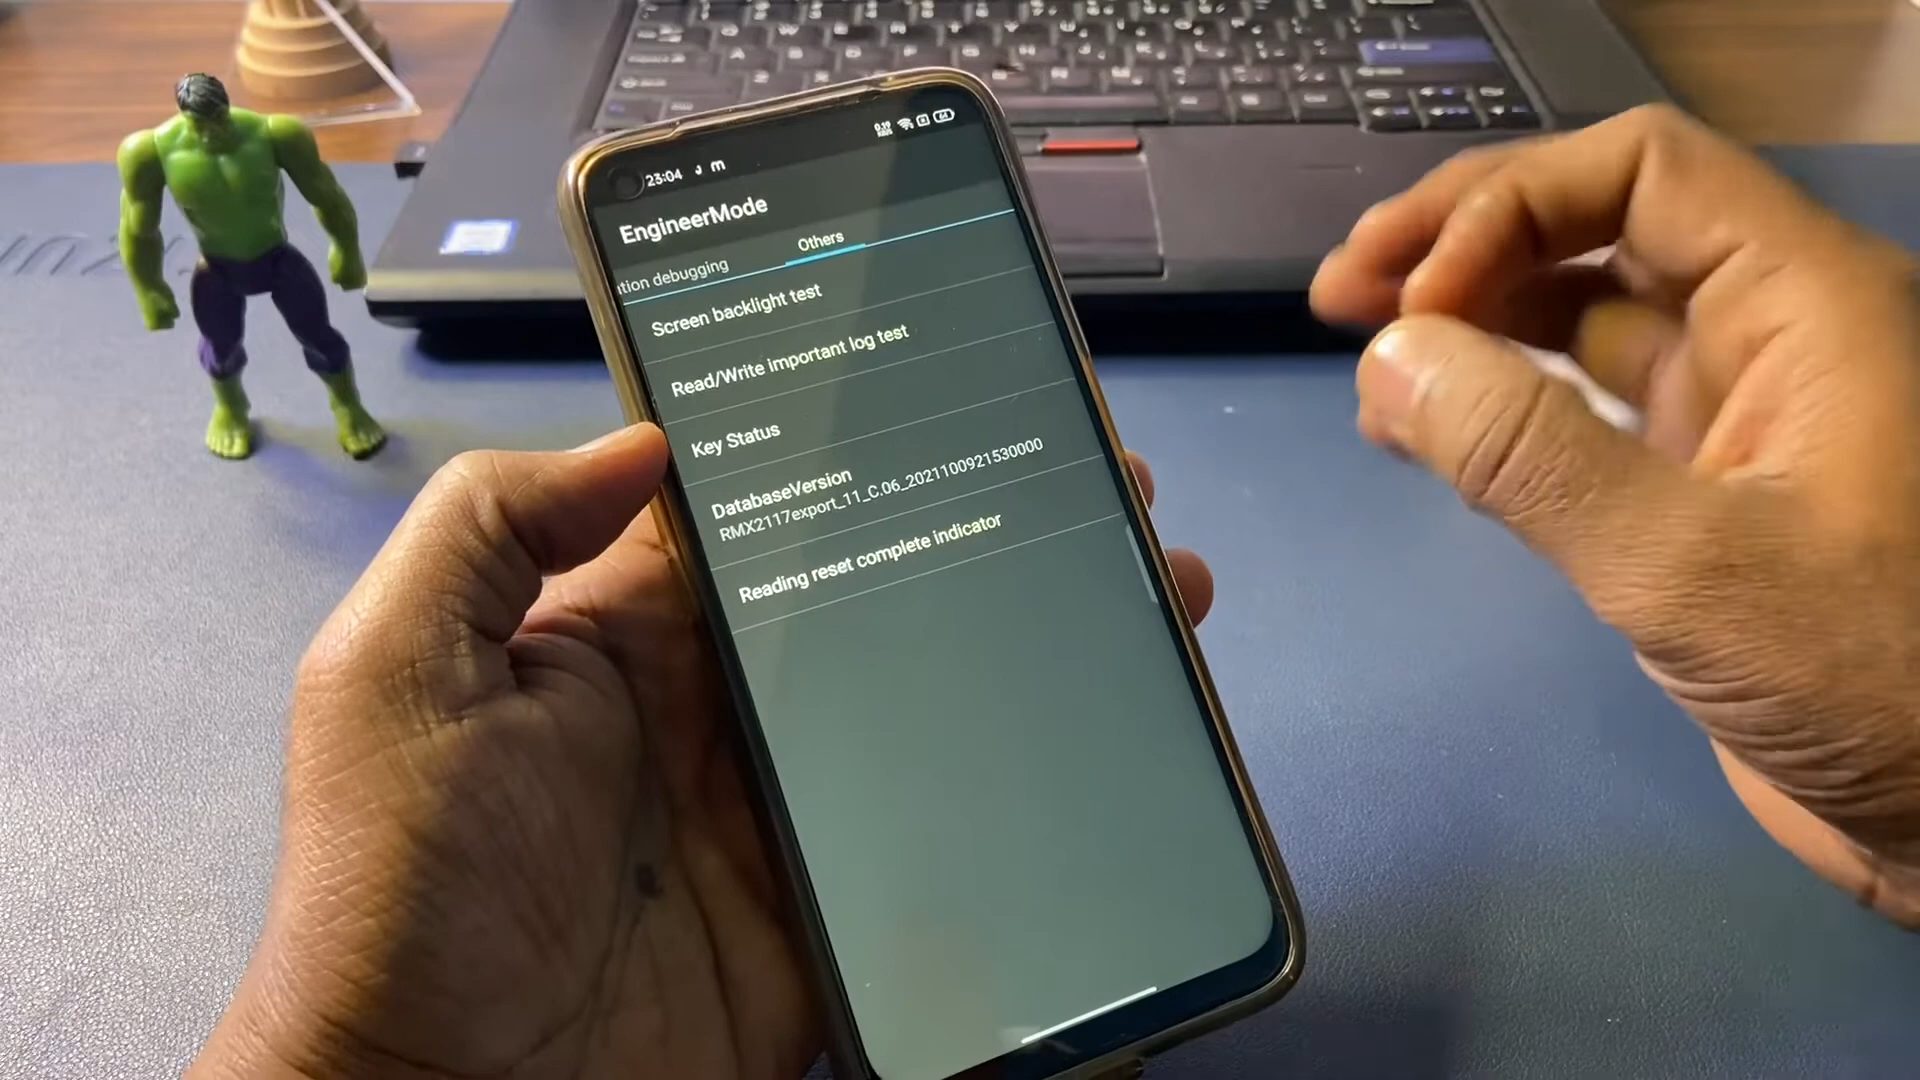 23:04
EngineerMode
tion debugging
Others
Screen backlight test
Read/Write important log test
Key Status
DatabaseVersion
RMX2117export_11_C.06_2021100921530000
Reading reset complete indicator